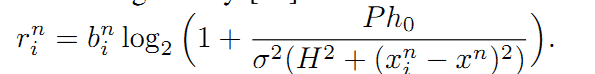 r_i^n = b_i^n log_2 (1 + Ph_0 / (σ^2(H^2 + (x_i^n − x^n)^2))).